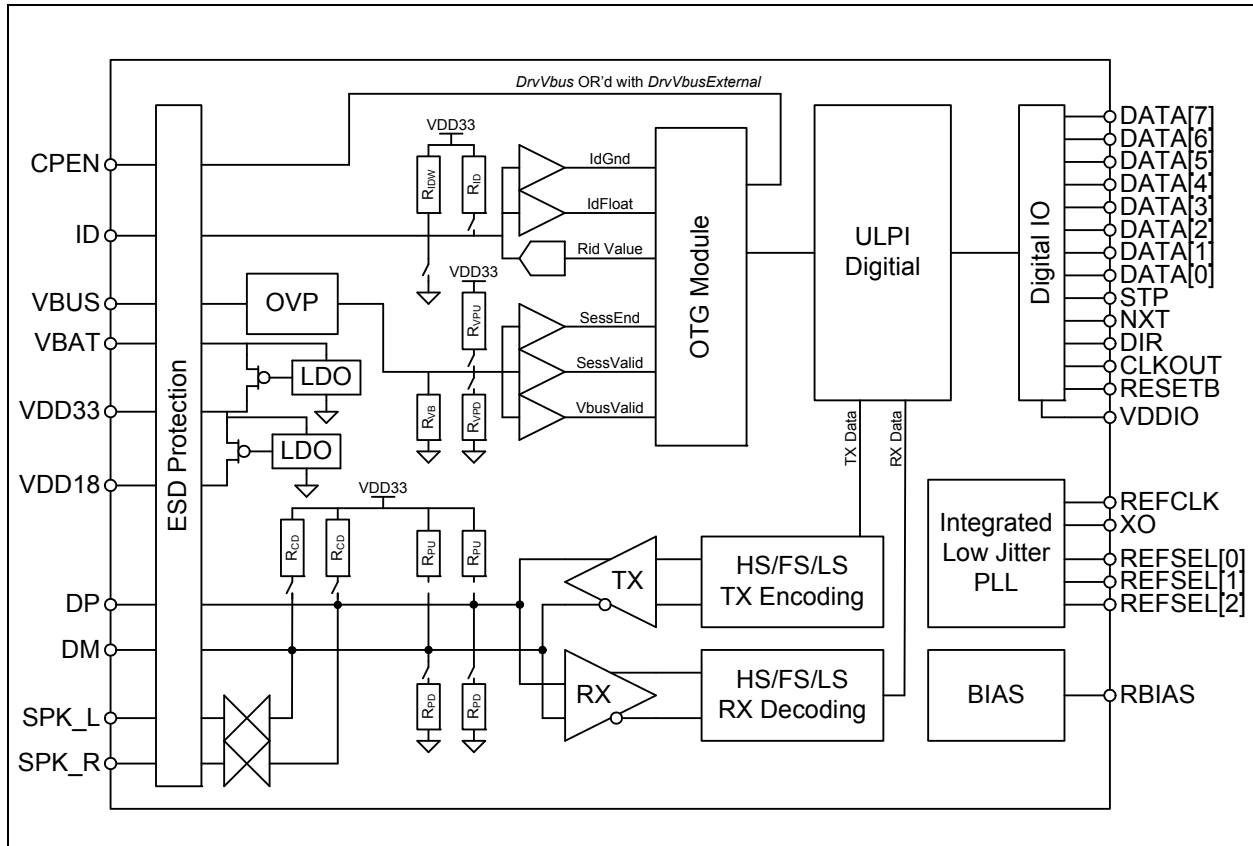 DrvVbus OR'd with DrvVbusExternal
CPEN
ID
VBUS
VBAT
VDD33
VDD18
DP
DM
SPK_L
SPK_R
ESD Protection
OVP
LDO
LDO
VDD33
RIDW
RID
VDD33
RVPU
RVB
RVPD
IdGnd
IdFloat
Rid Value
SessEnd
SessValid
VbusValid
OTG Module
ULPI
Digitial
Digital IO
DATA[7]
DATA[6]
DATA[5]
DATA[4]
DATA[3]
DATA[2]
DATA[1]
DATA[0]
STP
NXT
DIR
CLKOUT
RESETB
VDDIO
TX Data
RX Data
VDD33
RCD
RCD
RPU
RPU
RPD
RPD
TX
RX
HS/FS/LS
TX Encoding
HS/FS/LS
RX Decoding
Integrated
Low Jitter
PLL
REFCLK
XO
REFSEL[0]
REFSEL[1]
REFSEL[2]
BIAS
RBIAS